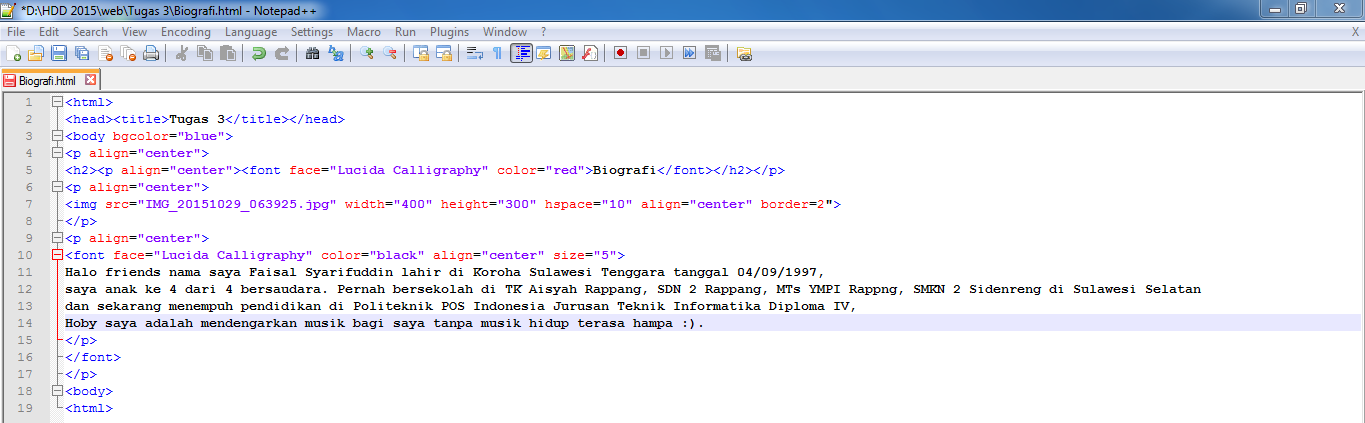 *D:\HDD 2015\web\Tugas 3\Biografi.html - Notepad++
File Edit Search View Encoding Language Settings Macro Run Plugins Window ? X
Biografi.html
1 <html>
2 <head><title>Tugas 3</title></head>
3 <body bgcolor="blue">
4 <p align="center">
5 <h2><p align="center"><font face="Lucida Calligraphy" color="red">Biografi</font></h2></p>
6 <p align="center">
7 <img src="IMG_20151029_063925.jpg" width="400" height="300" hspace="10" align="center" border=2">
8 </p>
9 <p align="center">
10 <font face="Lucida Calligraphy" color="black" align="center" size="5">
11 Halo friends nama saya Faisal Syarifuddin lahir di Koroha Sulawesi Tenggara tanggal 04/09/1997,
12 saya anak ke 4 dari 4 bersaudara. Pernah bersekolah di TK Aisyah Rappang, SDN 2 Rappang, MTs YMPI Rappng, SMKN 2 Sidenreng di Sulawesi Selatan
13 dan sekarang menempuh pendidikan di Politeknik POS Indonesia Jurusan Teknik Informatika Diploma IV,
14 Hoby saya adalah mendengarkan musik bagi saya tanpa musik hidup terasa hampa :).
15 </p>
16 </font>
17 </p>
18 <body>
19 <html>